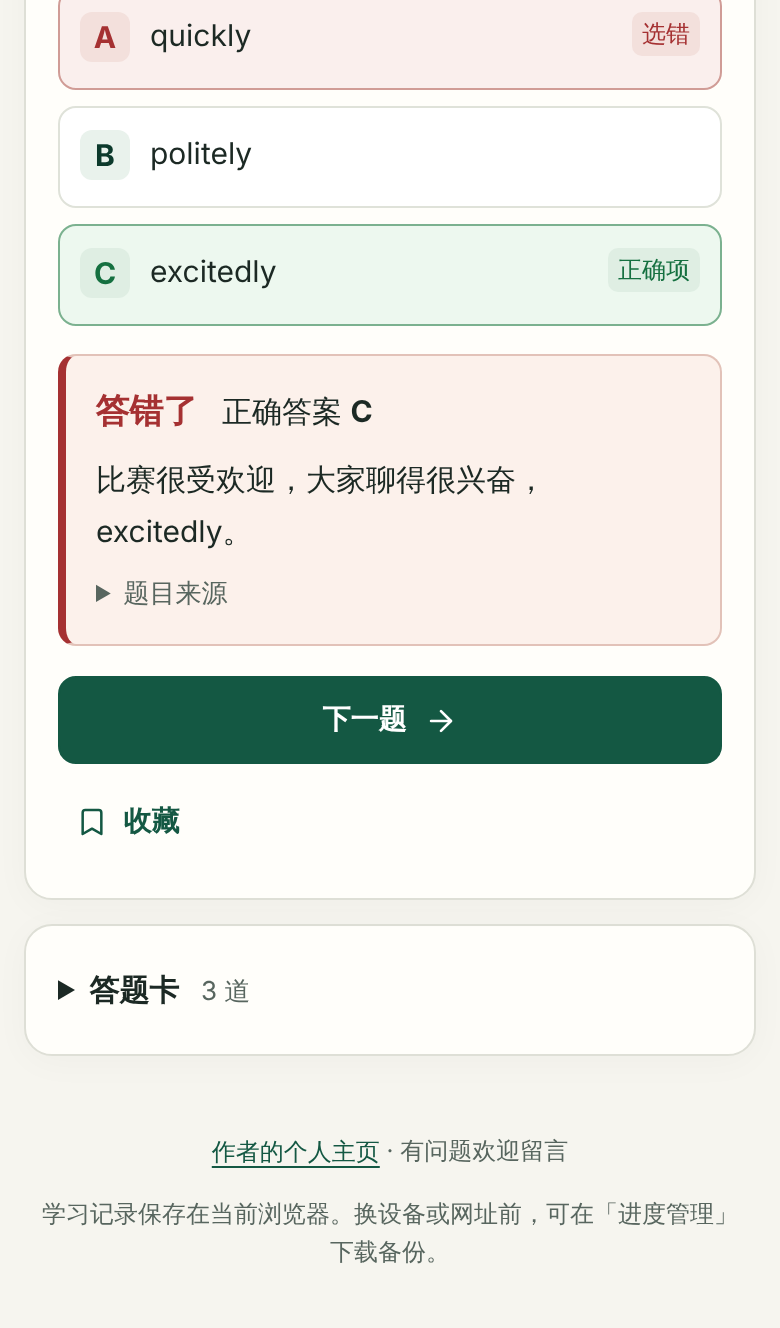 A quickly 选错
B politely
C excitedly 正确项
答错了 正确答案 C
比赛很受欢迎，大家聊得很兴奋，
excitedly。
▶ 题目来源
下一题 →
收藏
▶ 答题卡 3 道
作者的个人主页 · 有问题欢迎留言
学习记录保存在当前浏览器。换设备或网址前，可在「进度管理」
下载备份。